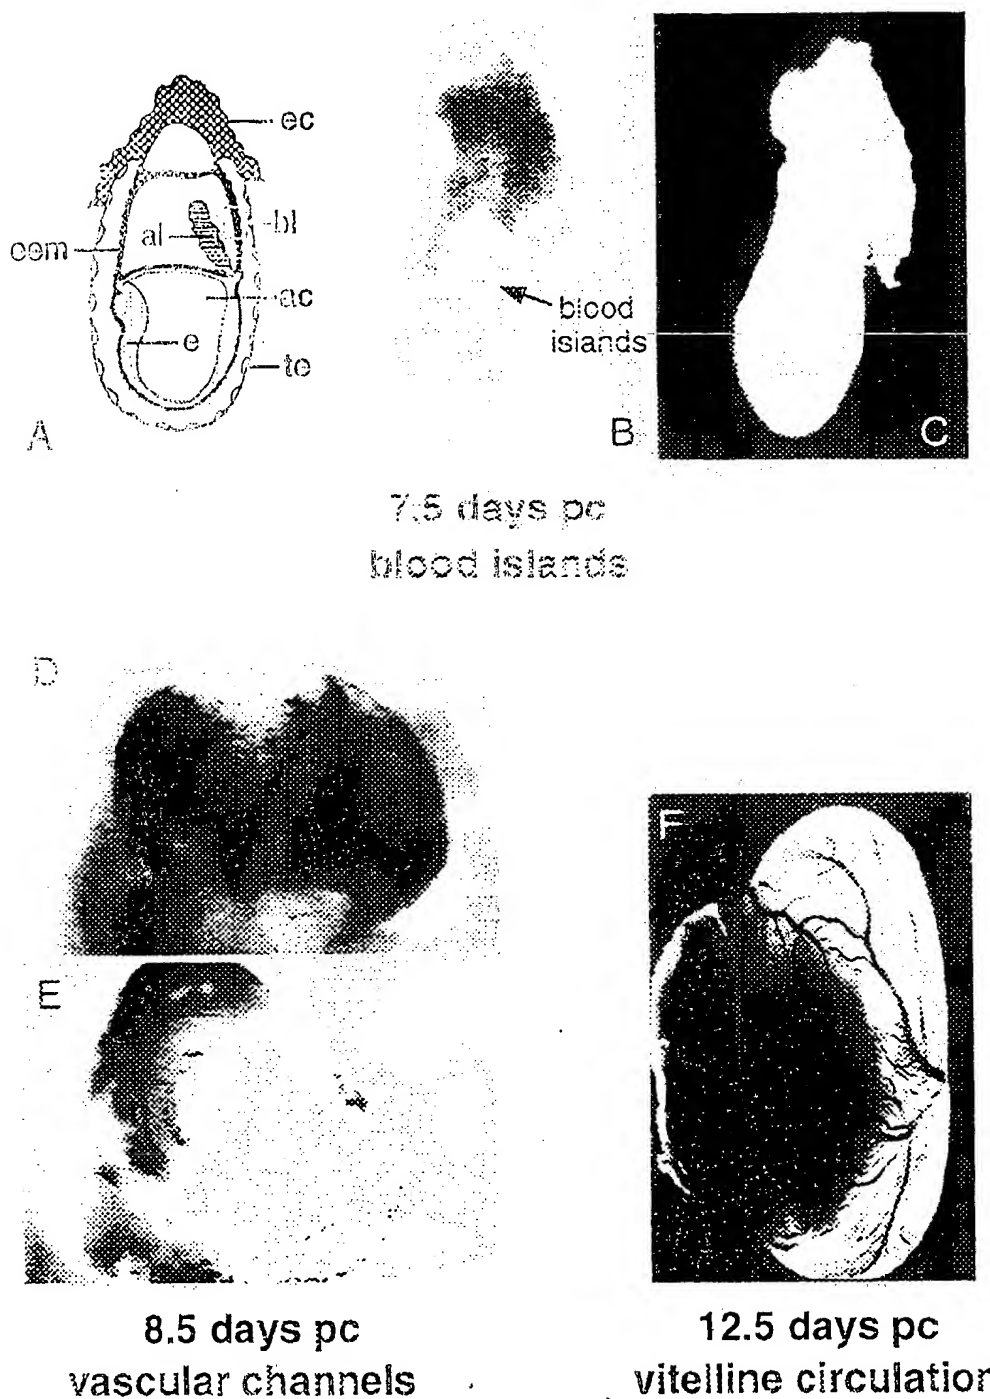 ec
al
bl
eem
ac
e
te
A
blood
islands
B
C
7.5 days pc
blood islands
D
E
F
8.5 days pc
vascular channels
12.5 days pc
vitelline circulation